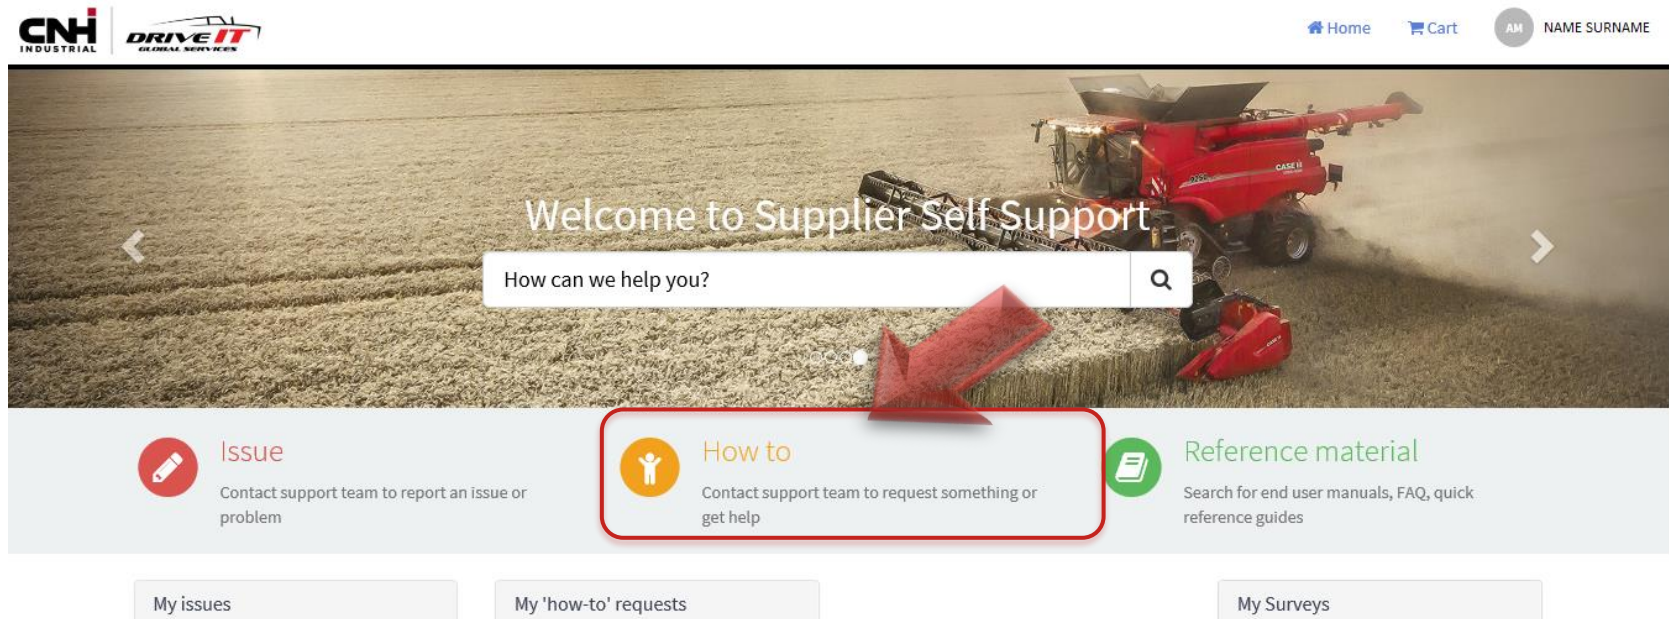 CNH
INDUSTRIAL
DRIVE IT
GLOBAL SERVICES
Home
Cart
AM
NAME SURNAME
CASE IH
Welcome to Supplier Self Support
How can we help you?
Issue
Contact support team to report an issue or
problem
How to
Contact support team to request something or
get help
Reference material
Search for end user manuals, FAQ, quick
reference guides
My issues
My 'how-to' requests
My Surveys